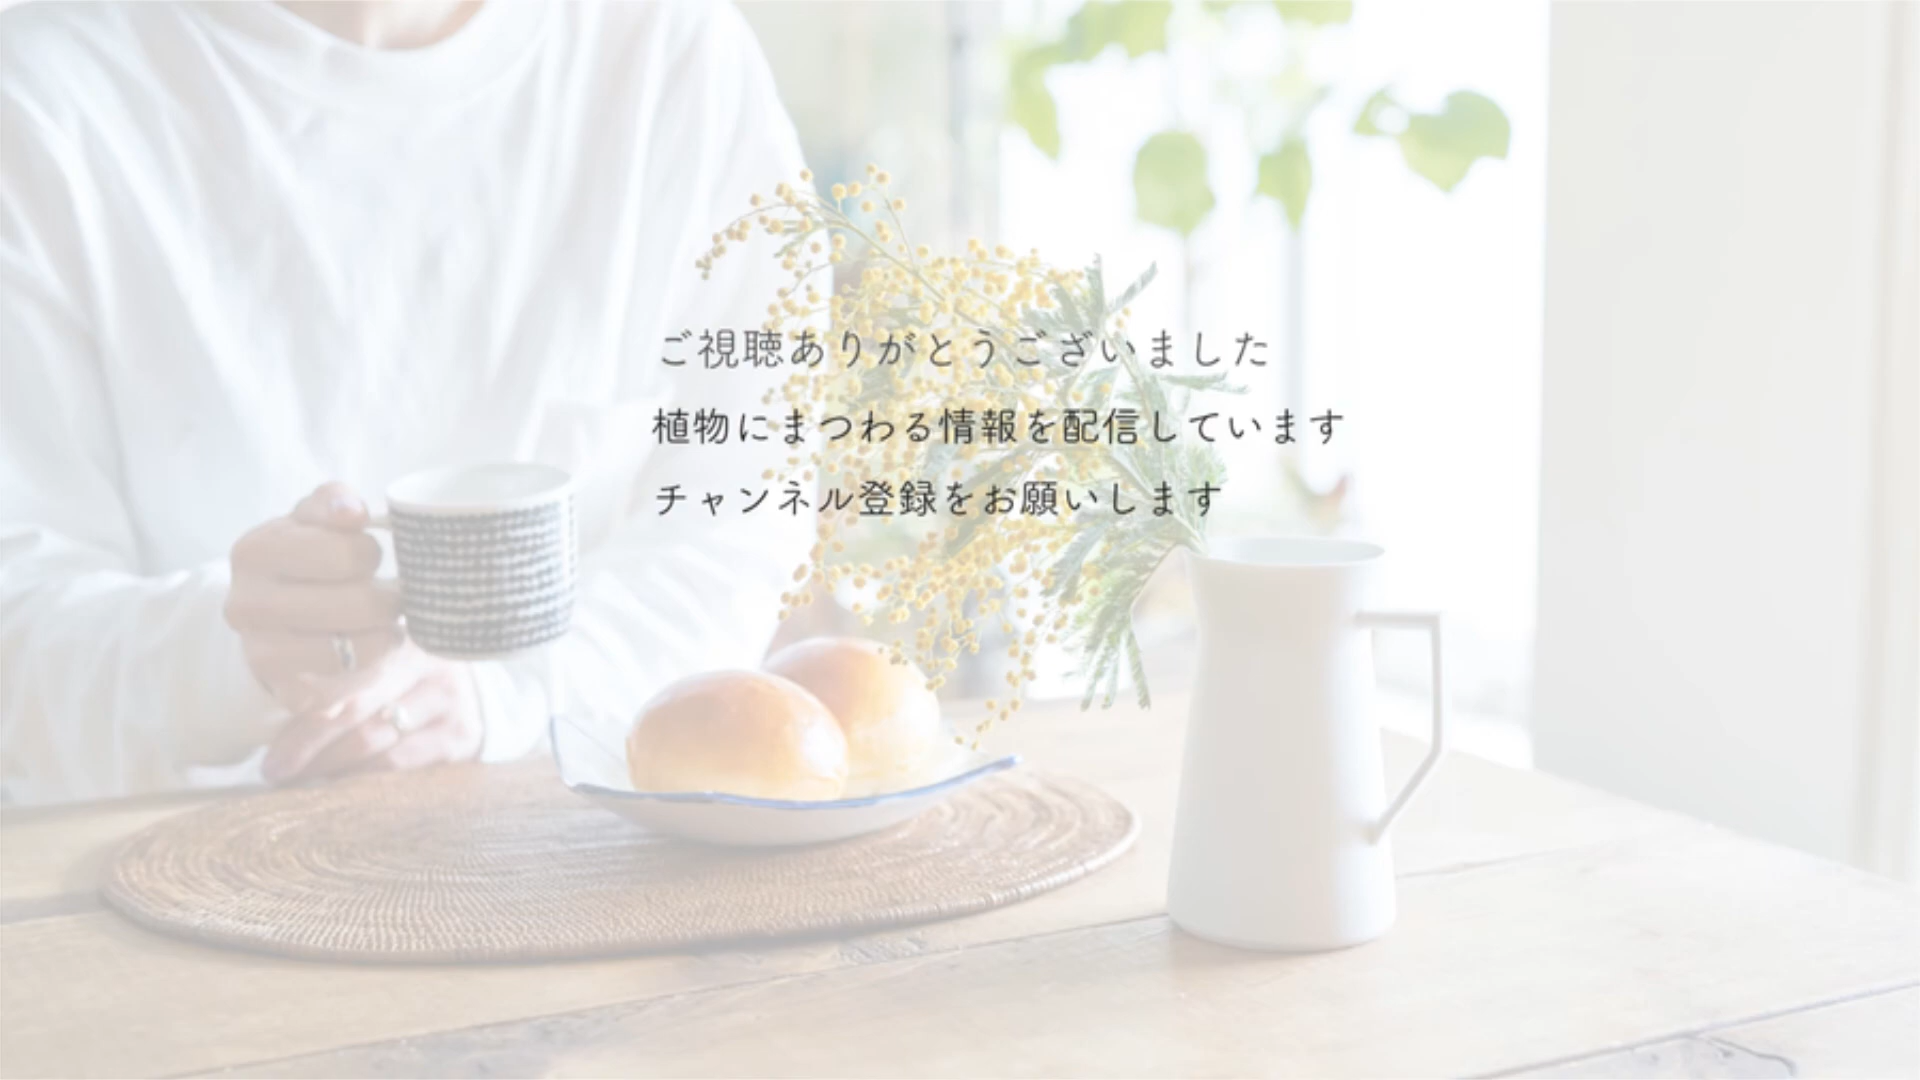 ご視聴ありがとうございました
植物にまつわる情報を配信しています
チャンネル登録をお願いします